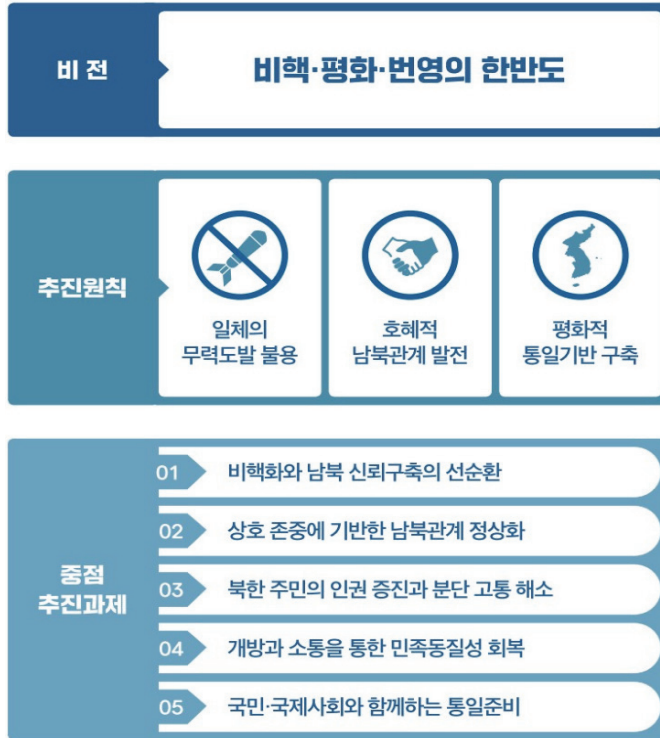 비 전
비핵·평화·번영의 한반도
추진원칙
일체의
무력도발 불용
호혜적
남북관계 발전
평화적
통일기반 구축
중점
추진과제
01 비핵화와 남북 신뢰구축의 선순환
02 상호 존중에 기반한 남북관계 정상화
03 북한 주민의 인권 증진과 분단 고통 해소
04 개방과 소통을 통한 민족동질성 회복
05 국민·국제사회와 함께하는 통일준비